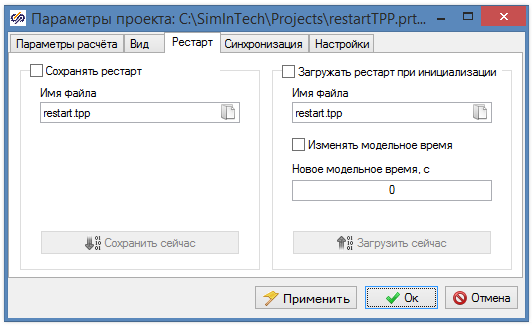 Параметры проекта: C:\SimInTech\Projects\restartTPP.prt...
Параметры расчёта Вид Рестарт Синхронизация Настройки
Сохранять рестарт
Имя файла
restart.tpp
Сохранить сейчас
Загружать рестарт при инициализации
Имя файла
restart.tpp
Изменять модельное время
Новое модельное время, с
0
Загрузить сейчас
Применить Ok Отмена